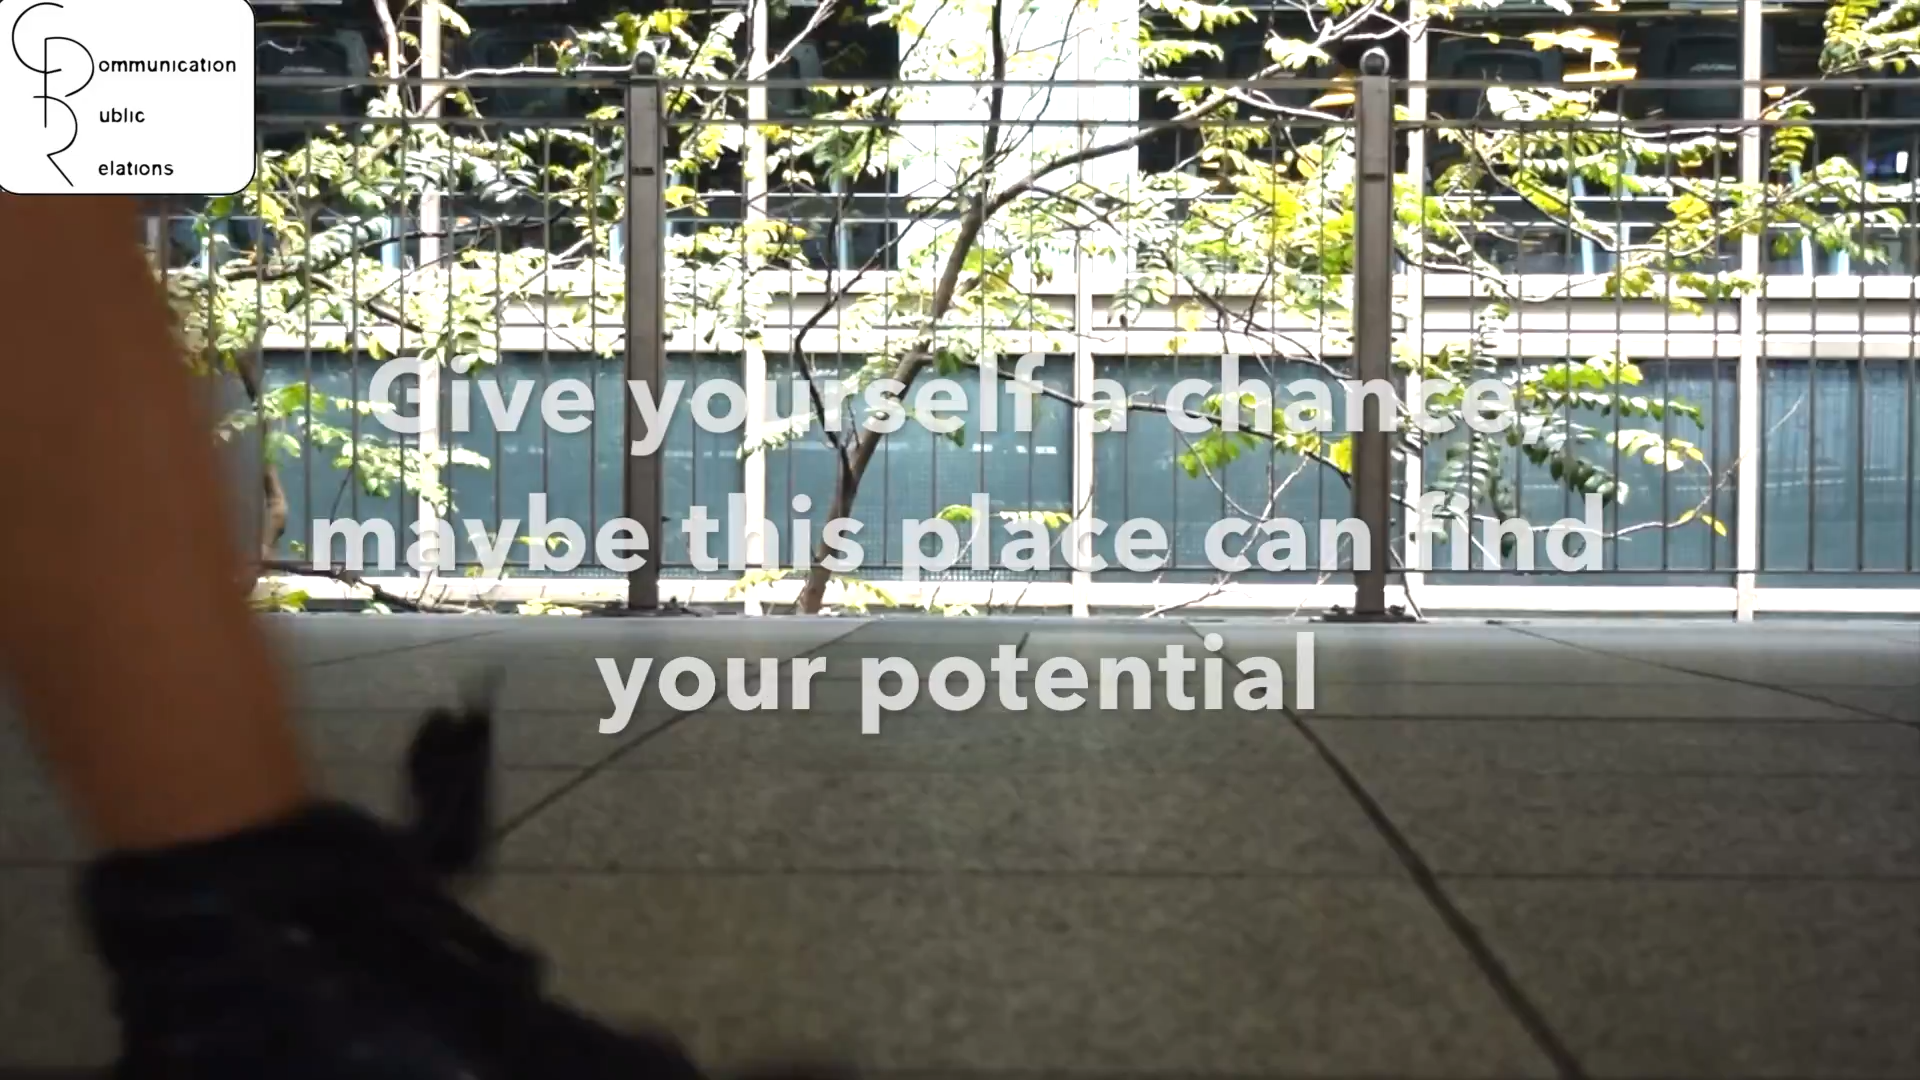 Communication
Public
Relations
Give yourself a chance,
maybe this place can find
your potential